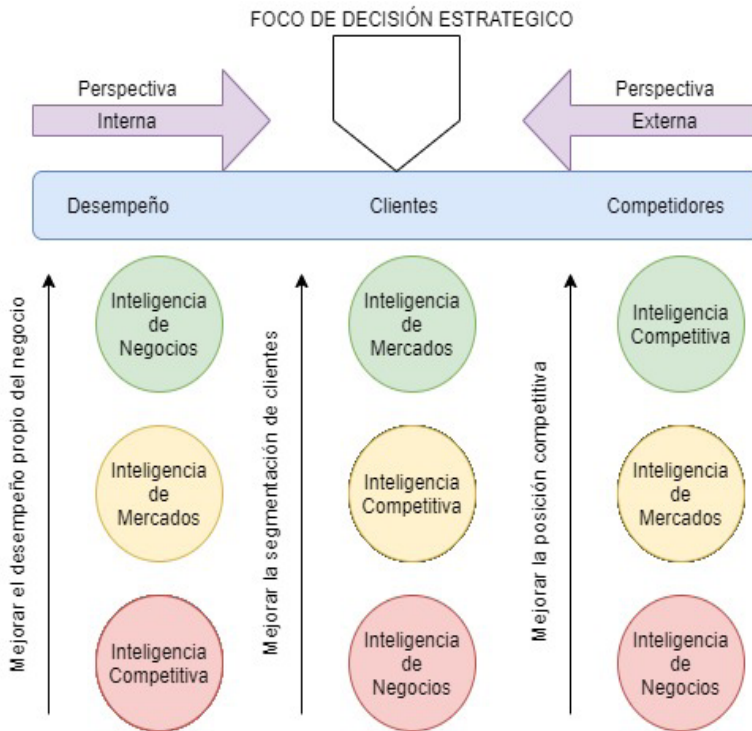 FOCO DE DECISIÓN ESTRATEGICO
Perspectiva
Interna
Perspectiva
Externa
Desempeño
Clientes
Competidores
Mejorar el desempeño propio del negocio
Inteligencia
de
Negocios
Inteligencia
de
Mercados
Inteligencia
Competitiva
Mejorar la segmentación de clientes
Inteligencia
de
Mercados
Inteligencia
Competitiva
Inteligencia
de
Negocios
Mejorar la posición competitiva
Inteligencia
Competitiva
Inteligencia
de
Mercados
Inteligencia
de
Negocios